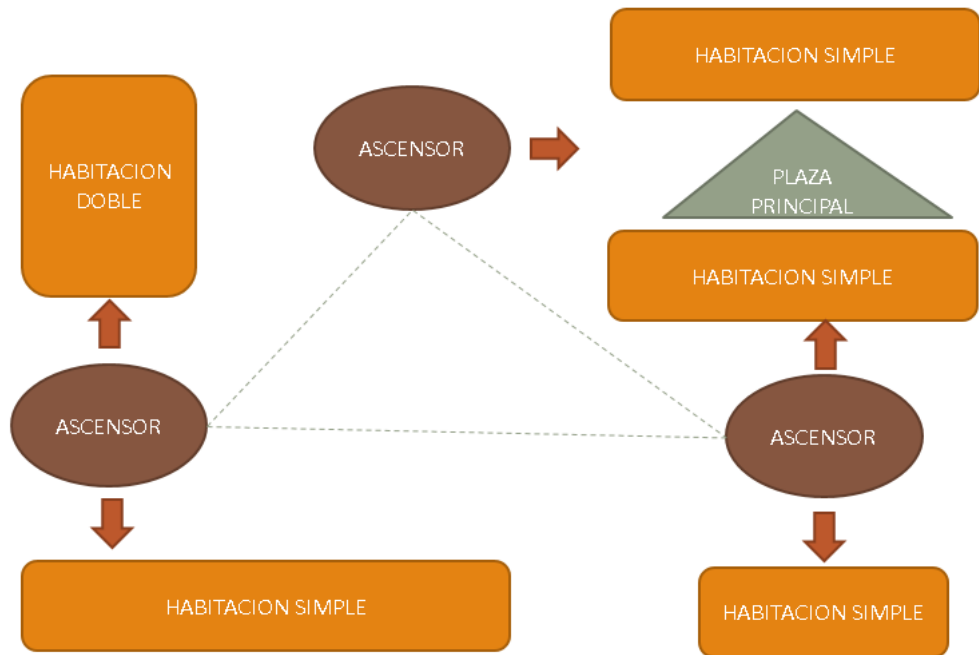 HABITACION SIMPLE
HABITACION
DOBLE
ASCENSOR
PLAZA
PRINCIPAL
HABITACION SIMPLE
ASCENSOR
ASCENSOR
HABITACION SIMPLE
HABITACION SIMPLE